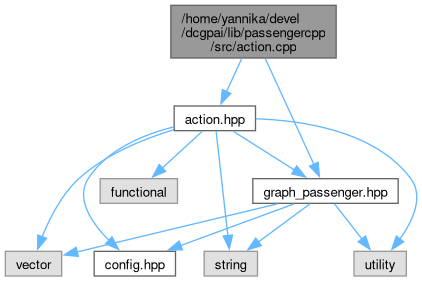 /home/yannika/devel
/dcgpai/lib/passengercpp
/src/action.cpp
action.hpp
functional
graph_passenger.hpp
vector
config.hpp
string
utility